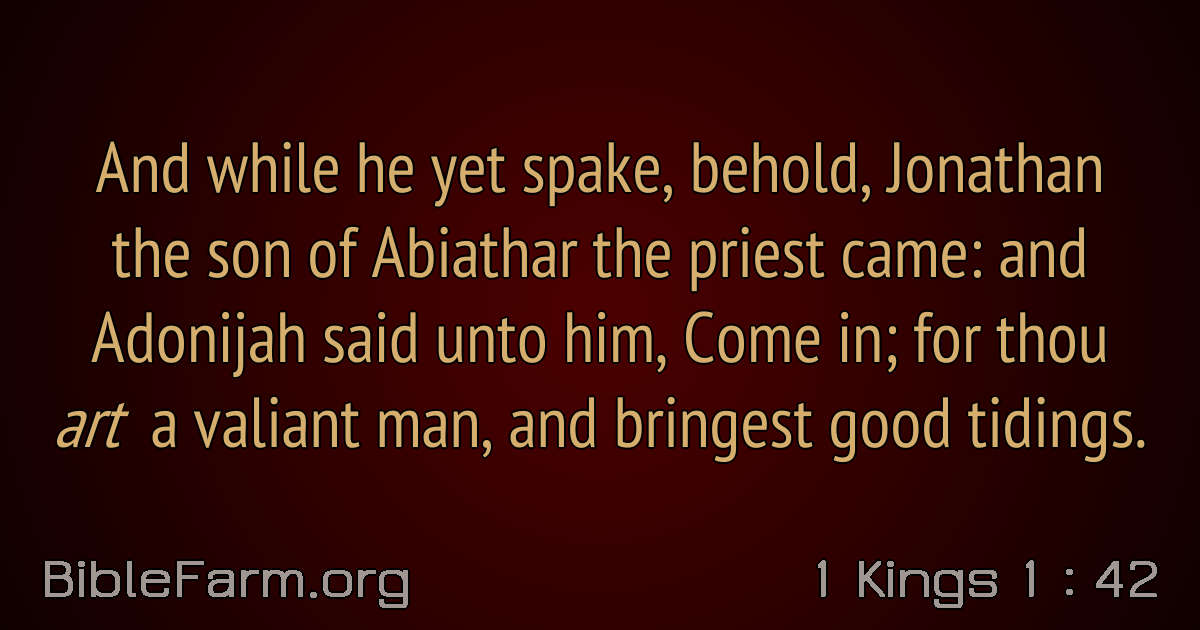 And while he yet spake, behold, Jonathan
the son of Abiathar the priest came: and
Adonijah said unto him, Come in; for thou
art a valiant man, and bringest good tidings.
BibleFarm.org
1 Kings 1 : 42